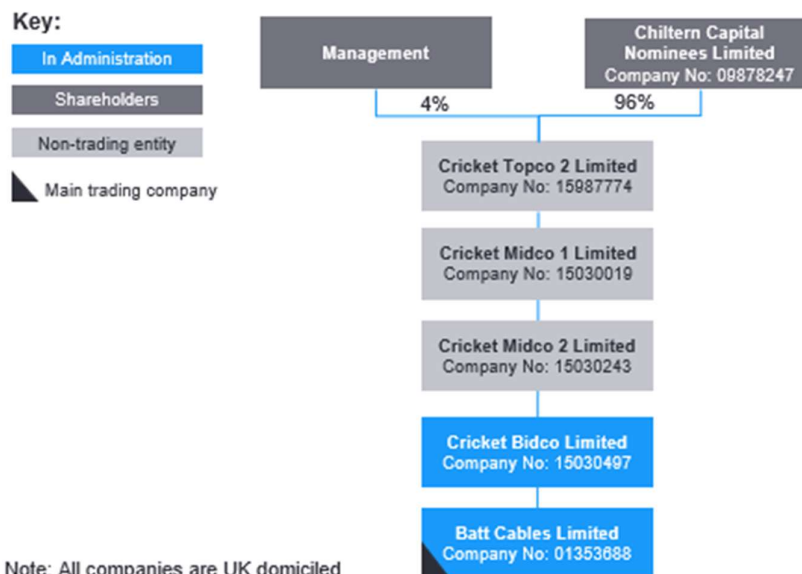 Key:
In Administration
Shareholders
Non-trading entity
Main trading company
Management
Chiltern Capital
Nominees Limited
Company No: 09878247
4%
96%
Cricket Topco 2 Limited
Company No: 15987774
Cricket Midco 1 Limited
Company No: 15030019
Cricket Midco 2 Limited
Company No: 15030243
Cricket Bidco Limited
Company No: 15030497
Batt Cables Limited
Company No: 01353688
Note: All companies are UK domiciled